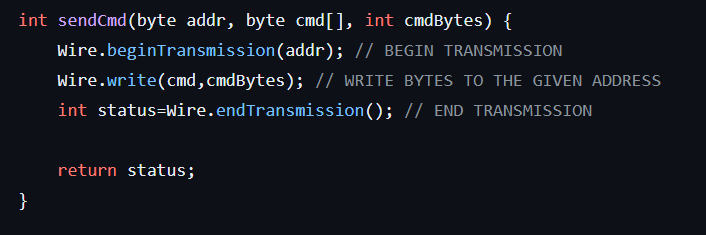 int sendCmd(byte addr, byte cmd[], int cmdBytes) {
    Wire.beginTransmission(addr); // BEGIN TRANSMISSION
    Wire.write(cmd,cmdBytes); // WRITE BYTES TO THE GIVEN ADDRESS
    int status=Wire.endTransmission(); // END TRANSMISSION

    return status;
}